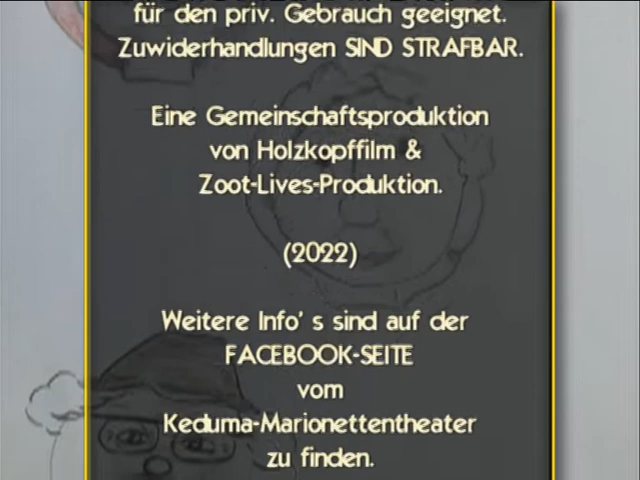 für den priv. Gebrauch geeignet.
Zuwiderhandlungen SIND STRAFBAR.
Eine Gemeinschaftsproduktion
von Holzkopffilm &
Zoot-Lives-Produktion.
(2022)
Weitere Info' s sind auf der
FACEBOOK-SEITE
vom
Keduma-Marionettentheater
zu finden.